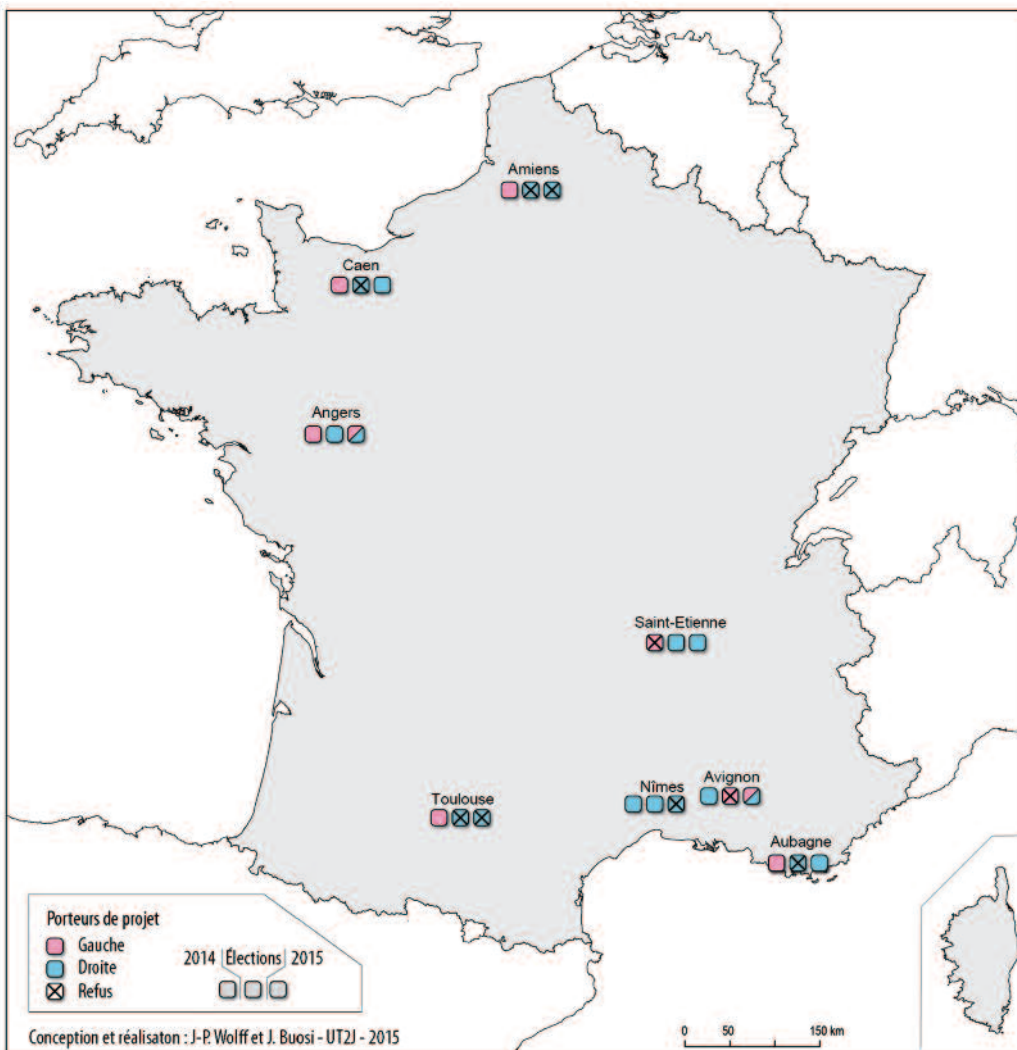 Amiens
Caen
Angers
Saint-Etienne
Avignon
Nîmes
Toulouse
Aubagne
Porteurs de projet
Gauche
Droite
Refus
2014 Élections 2015
Conception et réalisaton : J-P. Wolff et J. Buosi - UT2J - 2015
0 50 150 km